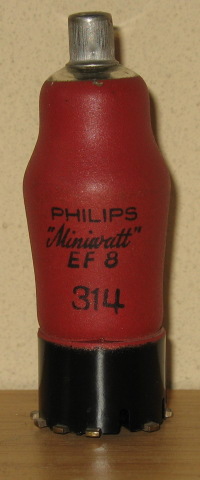 PHILIPS
"Miniwatt"
EF 8
314